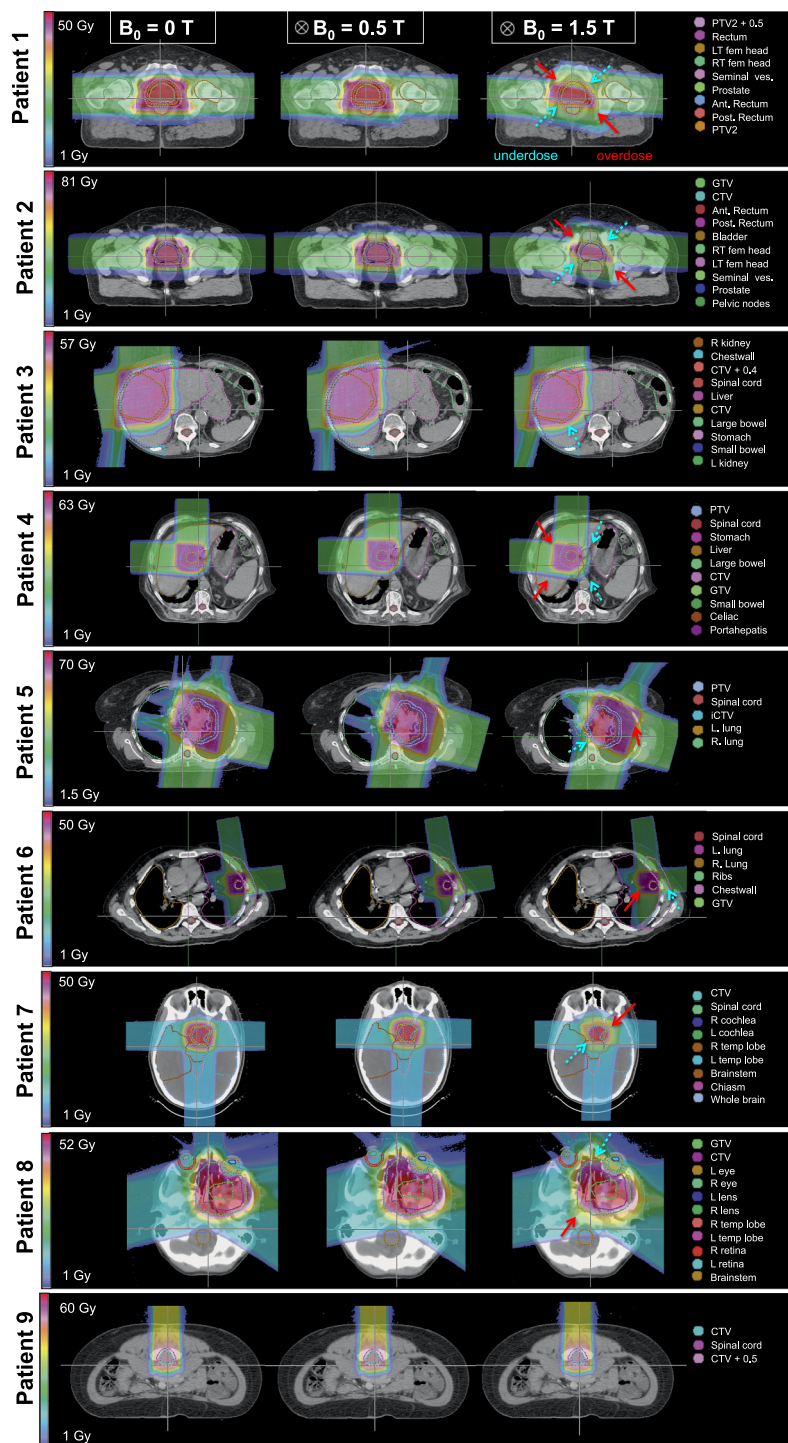 B₀ = 0 T
⊗ B₀ = 0.5 T
⊗ B₀ = 1.5 T
Patient 1
50 Gy
1 Gy
underdose
overdose
PTV2 + 0.5
Rectum
LT fem head
RT fem head
Seminal ves.
Prostate
Ant. Rectum
Post. Rectum
PTV2
Patient 2
81 Gy
1 Gy
GTV
CTV
Ant. Rectum
Post. Rectum
Bladder
RT fem head
LT fem head
Seminal ves.
Prostate
Pelvic nodes
Patient 3
57 Gy
1 Gy
R kidney
Chestwall
CTV + 0.4
Spinal cord
Liver
CTV
Large bowel
Stomach
Small bowel
L kidney
Patient 4
63 Gy
1 Gy
PTV
Spinal cord
Stomach
Liver
Large bowel
CTV
GTV
Small bowel
Celiac
Portahepatis
Patient 5
70 Gy
1.5 Gy
PTV
Spinal cord
iCTV
L. lung
R. lung
Patient 6
50 Gy
1 Gy
Spinal cord
L. lung
R. Lung
Ribs
Chestwall
GTV
Patient 7
50 Gy
1 Gy
CTV
Spinal cord
R cochlea
L cochlea
R temp lobe
L temp lobe
Brainstem
Chiasm
Whole brain
Patient 8
52 Gy
1 Gy
GTV
CTV
L eye
R eye
L lens
R lens
R temp lobe
L temp lobe
R retina
L retina
Brainstem
Patient 9
60 Gy
1 Gy
CTV
Spinal cord
CTV + 0.5